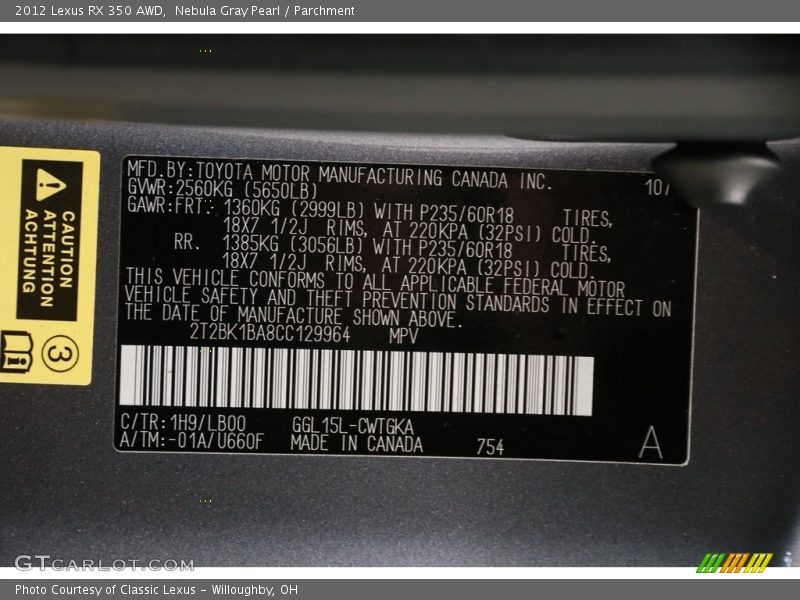 2012 Lexus RX 350 AWD, Nebula Gray Pearl / Parchment
MFD.BY:TOYOTA MOTOR MANUFACTURING CANADA INC. 10/
GVWR:2560KG (5650LB)
GAWR:FRT. 1360KG (2999LB) WITH P235/60R18 TIRES,
18X7 1/2J RIMS, AT 220KPA (32PSI) COLD.
RR. 1385KG (3056LB) WITH P235/60R18 TIRES,
18X7 1/2J RIMS, AT 220KPA (32PSI) COLD.
THIS VEHICLE CONFORMS TO ALL APPLICABLE FEDERAL MOTOR
VEHICLE SAFETY AND THEFT PREVENTION STANDARDS IN EFFECT ON
THE DATE OF MANUFACTURE SHOWN ABOVE.
2T2BK1BA8CC129964 MPV
C/TR:1H9/LB00 GGL15L-CWTGKA
A/TM:-01A/U660F MADE IN CANADA 754 A
CAUTION
ATTENTION
ACHTUNG
3
GTCARLOT.COM
Photo Courtesy of Classic Lexus - Willoughby, OH